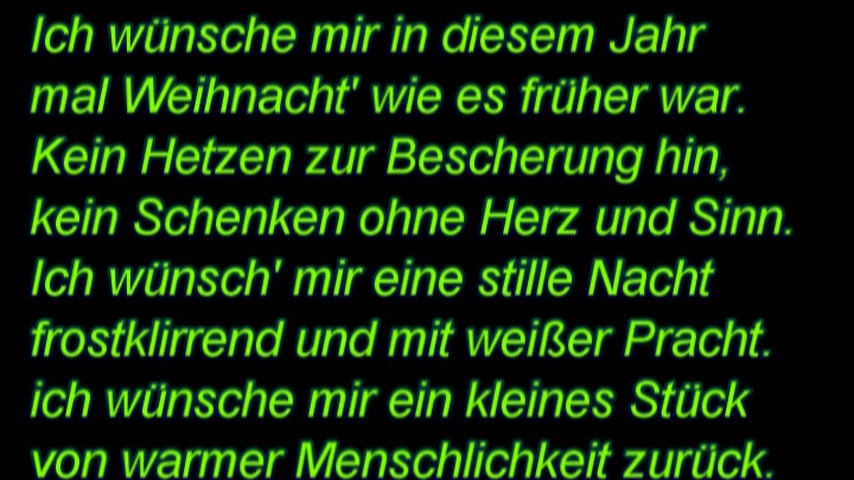 Ich wünsche mir in diesem Jahr
mal Weihnacht' wie es früher war.
Kein Hetzen zur Bescherung hin,
kein Schenken ohne Herz und Sinn.
Ich wünsch' mir eine stille Nacht
frostklirrend und mit weißer Pracht.
ich wünsche mir ein kleines Stück
von warmer Menschlichkeit zurück.